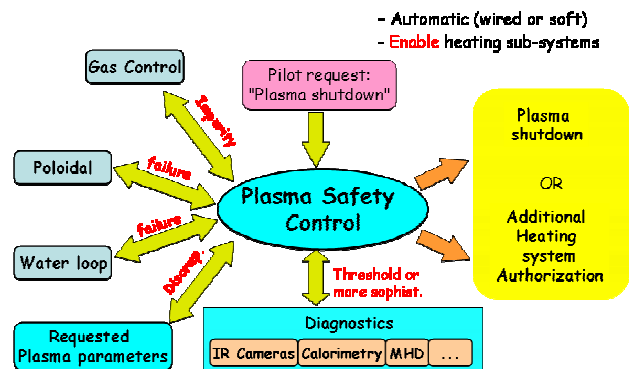 - Automatic (wired or soft)
- Enable heating sub-systems
Gas Control
Pilot request:
"Plasma shutdown"
Impurity
Plasma
shutdown
OR
Additional
Heating
system
Authorization
Poloidal
failure
Plasma Safety
Control
failure
Water loop
Discrep.
Threshold or
more sophist.
Requested
Plasma parameters
Diagnostics
IR Cameras
Calorimetry
MHD
...